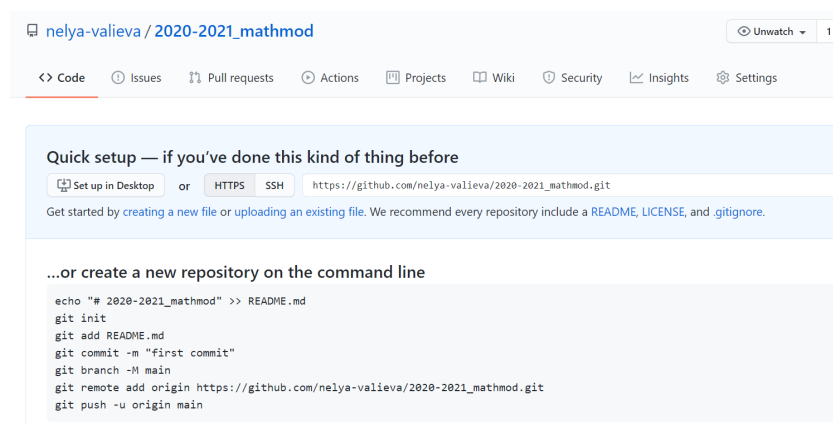 nelya-valieva / 2020-2021_mathmod
Unwatch 1
Code Issues Pull requests Actions Projects Wiki Security Insights Settings
Quick setup — if you’ve done this kind of thing before
Set up in Desktop or HTTPS SSH https://github.com/nelya-valieva/2020-2021_mathmod.git
Get started by creating a new file or uploading an existing file. We recommend every repository include a README, LICENSE, and .gitignore.
…or create a new repository on the command line
echo "# 2020-2021_mathmod" >> README.md
git init
git add README.md
git commit -m "first commit"
git branch -M main
git remote add origin https://github.com/nelya-valieva/2020-2021_mathmod.git
git push -u origin main